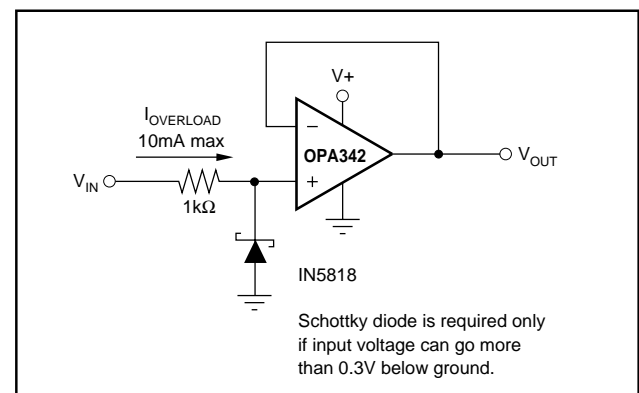 V+
I_OVERLOAD
10mA max
−
OPA342
+
V_IN
V_OUT
1kΩ
IN5818
Schottky diode is required only
if input voltage can go more
than 0.3V below ground.